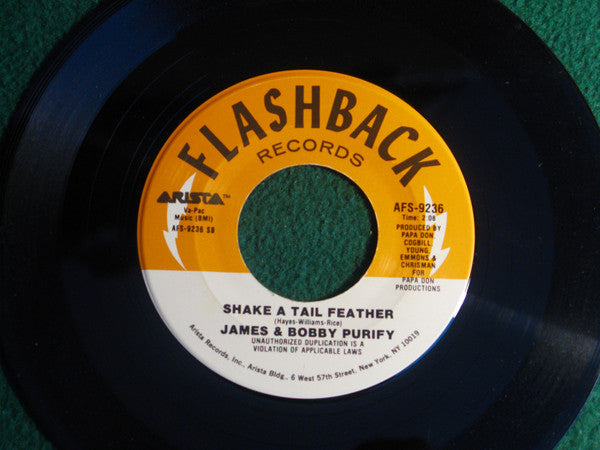 FLASHBACK
RECORDS
ARISTA™
Va-Pac
Music (BMI)
AFS-9236 SB
AFS-9236
Time: 2:08
PRODUCED BY
PAPA DON,
COGBILL,
YOUNG,
EMMONS &
CHRISMAN
FOR
PAPA DON
PRODUCTIONS
SHAKE A TAIL FEATHER
(Hayes-Williams-Rice)
JAMES & BOBBY PURIFY
UNAUTHORIZED DUPLICATION IS A
VIOLATION OF APPLICABLE LAWS
Arista Records, Inc., Arista Bldg., 6 West 57th Street, New York, NY 10019